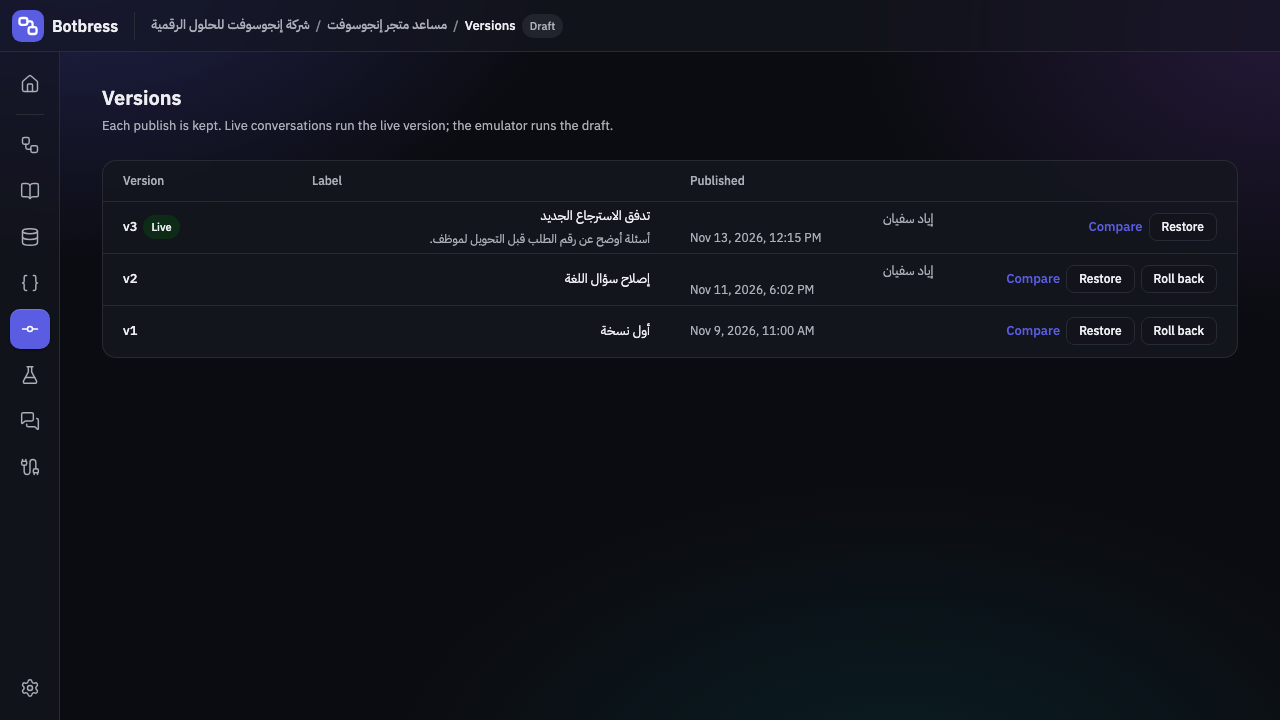 Botbress
شركة إنجوسوفت للحلول الرقمية / مساعد متجر إنجوسوفت / Versions Draft
Versions
Each publish is kept. Live conversations run the live version; the emulator runs the draft.
Version Label Published
v3 Live
تدفق الاسترجاع الجديد
أسئلة أوضح عن رقم الطلب قبل التحويل لموظف.
إياد سفيان
Nov 13, 2026, 12:15 PM
Compare Restore
v2
إصلاح سؤال اللغة
إياد سفيان
Nov 11, 2026, 6:02 PM
Compare Restore Roll back
v1
أول نسخة
Nov 9, 2026, 11:00 AM
Compare Restore Roll back